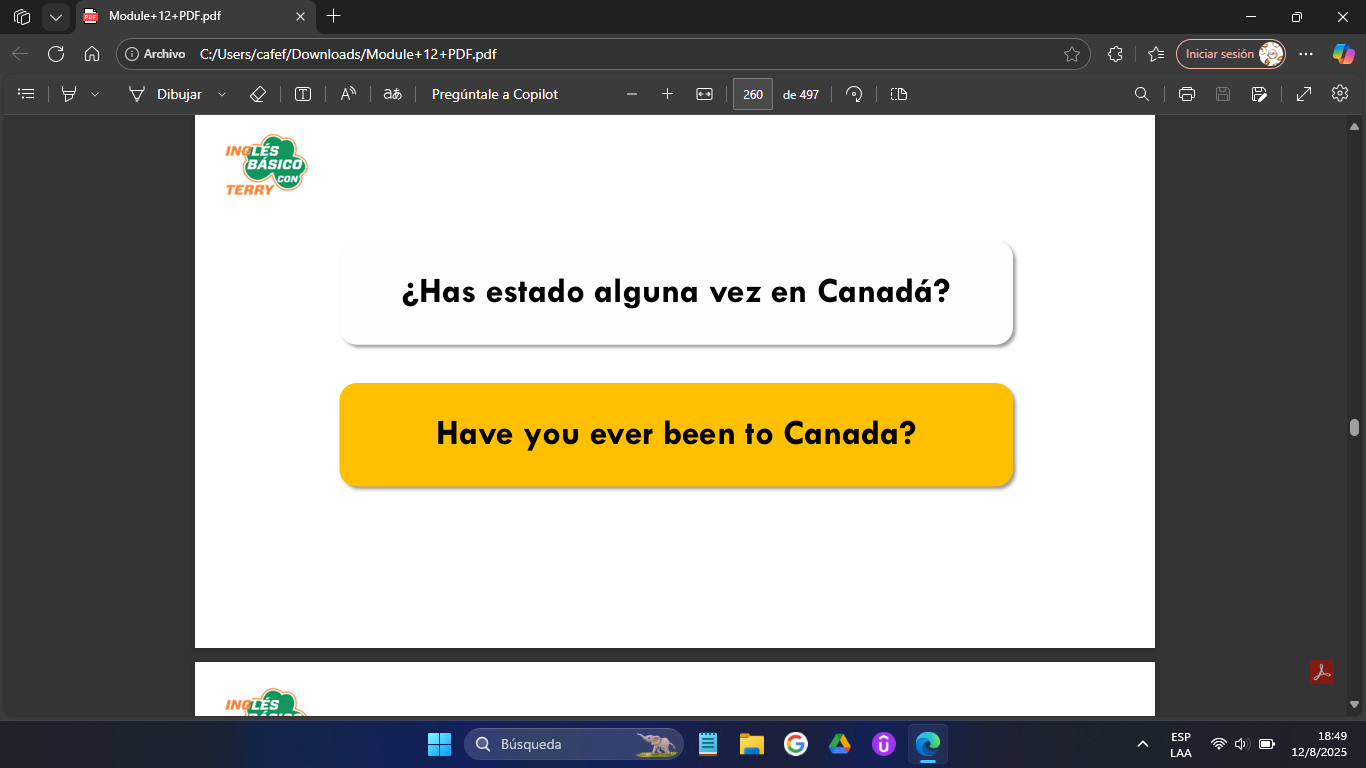 Module+12+PDF.pdf
Archivo C:/Users/cafef/Downloads/Module+12+PDF.pdf
Iniciar sesión
Dibujar
Pregúntale a Copilot
260 de 497
INGLÉS
BÁSICO
CON
TERRY
¿Has estado alguna vez en Canadá?
Have you ever been to Canada?
INGLÉS
BÁSICO
Búsqueda
ESP
LAA
18:49
12/8/2025